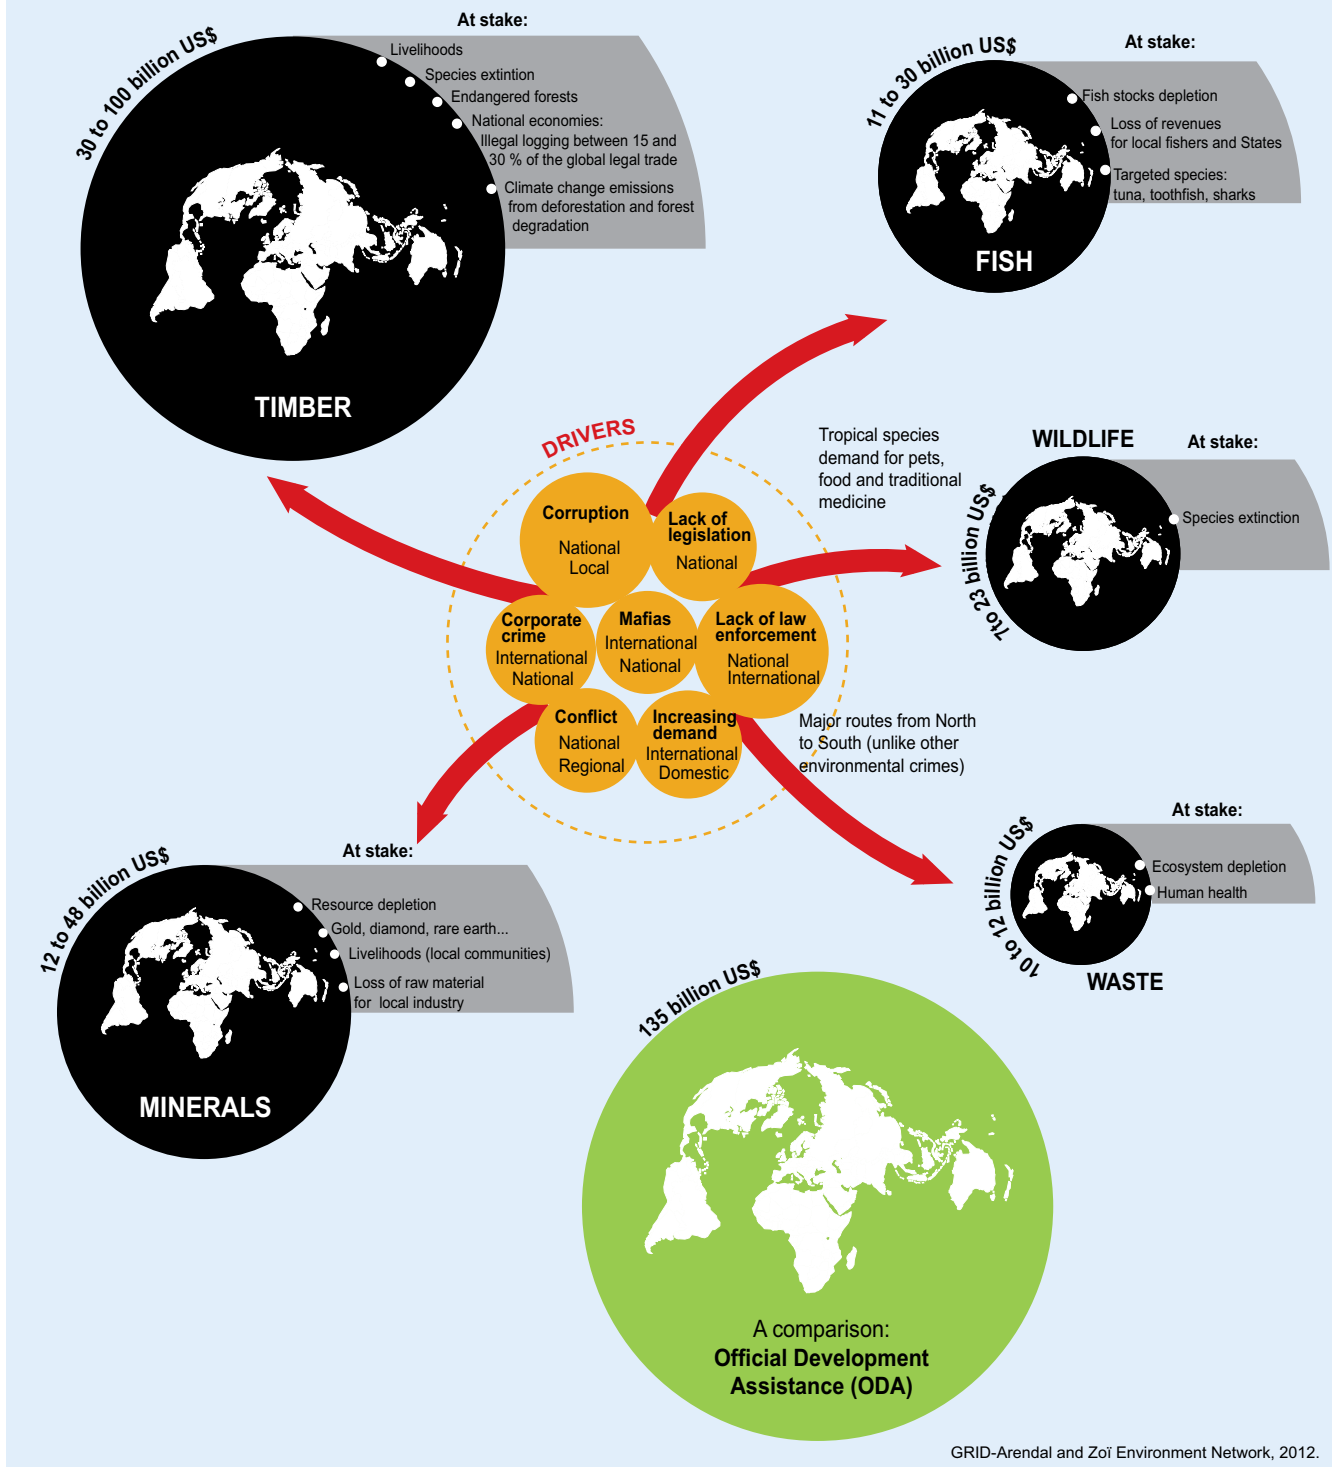 30 to 100 billion US$
At stake:
Livelihoods
Species extintion
Endangered forests
National economies:
Illegal logging between 15 and
30 % of the global legal trade
Climate change emissions
from deforestation and forest
degradation
TIMBER
11 to 30 billion US$
At stake:
Fish stocks depletion
Loss of revenues
for local fishers and States
Targeted species:
tuna, toothfish, sharks
FISH
DRIVERS
Corruption
National
Local
Lack of
legislation
National
Corporate
crime
International
National
Mafias
International
National
Lack of law
enforcement
National
International
Conflict
National
Regional
Increasing
demand
International
Domestic
Tropical species
demand for pets,
food and traditional
medicine
WILDLIFE
7to 23 billion US$
At stake:
Species extinction
Major routes from North
to South (unlike other
environmental crimes)
10 to 12 billion US$
At stake:
Ecosystem depletion
Human health
WASTE
12 to 48 billion US$
At stake:
Resource depletion
Gold, diamond, rare earth...
Livelihoods (local communities)
Loss of raw material
for local industry
MINERALS
135 billion US$
A comparison:
Official Development
Assistance (ODA)
GRID-Arendal and Zoï Environment Network, 2012.